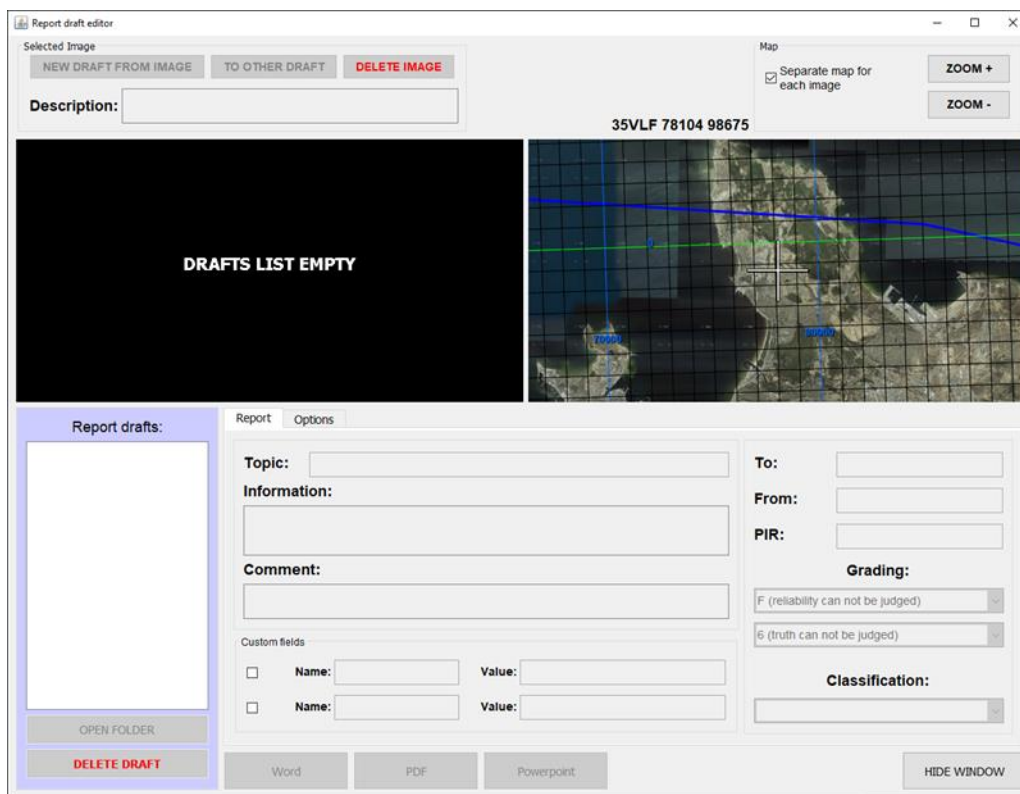 Report draft editor
Selected Image
NEW DRAFT FROM IMAGE
TO OTHER DRAFT
DELETE IMAGE
Description:
Map
Separate map for
each image
ZOOM +
ZOOM -
35VLF 78104 98675
DRAFTS LIST EMPTY
70000
80000
Report drafts:
OPEN FOLDER
DELETE DRAFT
Report
Options
Topic:
Information:
Comment:
Custom fields
Name:
Value:
Name:
Value:
To:
From:
PIR:
Grading:
F (reliability can not be judged)
6 (truth can not be judged)
Classification:
Word
PDF
Powerpoint
HIDE WINDOW